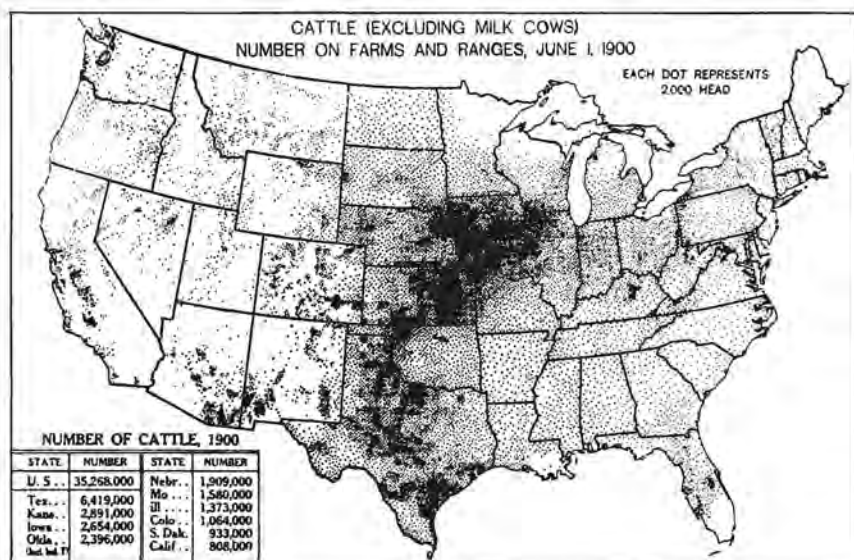 CATTLE (EXCLUDING MILK COWS)
NUMBER ON FARMS AND RANGES, JUNE 1, 1900
EACH DOT REPRESENTS
2,000 HEAD
NUMBER OF CATTLE, 1900
STATE NUMBER STATE NUMBER
U. S . . 35,268,000 Nebr . . 1,909,000
Tex . . . 6,419,000 Mo . . . 1,580,000
Kans . . 2,891,000 Ill . . . 1,373,000
Iowa . . 2,654,000 Colo . . 1,064,000
Okla . . 2,396,000 S. Dak. 933,000
Calif . . 808,000